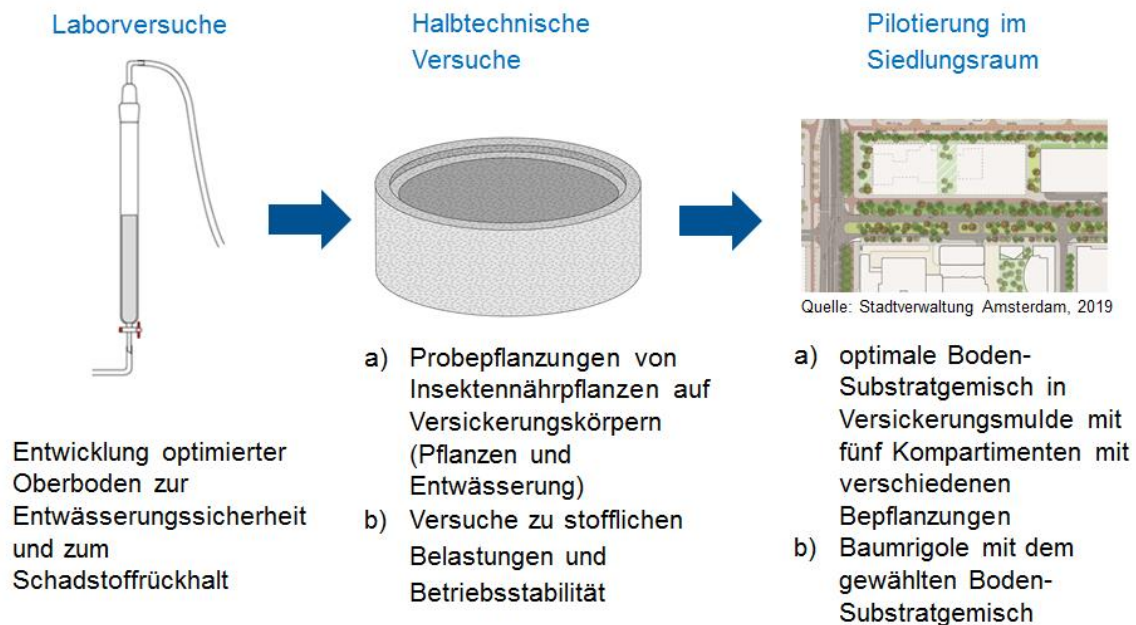 Laborversuche
Entwicklung optimierter
Oberboden zur
Entwässerungssicherheit
und zum
Schadstoffrückhalt
Halbtechnische
Versuche
a) Probepflanzungen von
Insektennährpflanzen auf
Versickerungskörpern
(Pflanzen und
Entwässerung)
b) Versuche zu stofflichen
Belastungen und
Betriebsstabilität
Pilotierung im
Siedlungsraum
Quelle: Stadtverwaltung Amsterdam, 2019
a) optimale Boden-
Substratgemisch in
Versickerungsmulde mit
fünf Kompartimenten mit
verschiedenen
Bepflanzungen
b) Baumrigole mit dem
gewählten Boden-
Substratgemisch